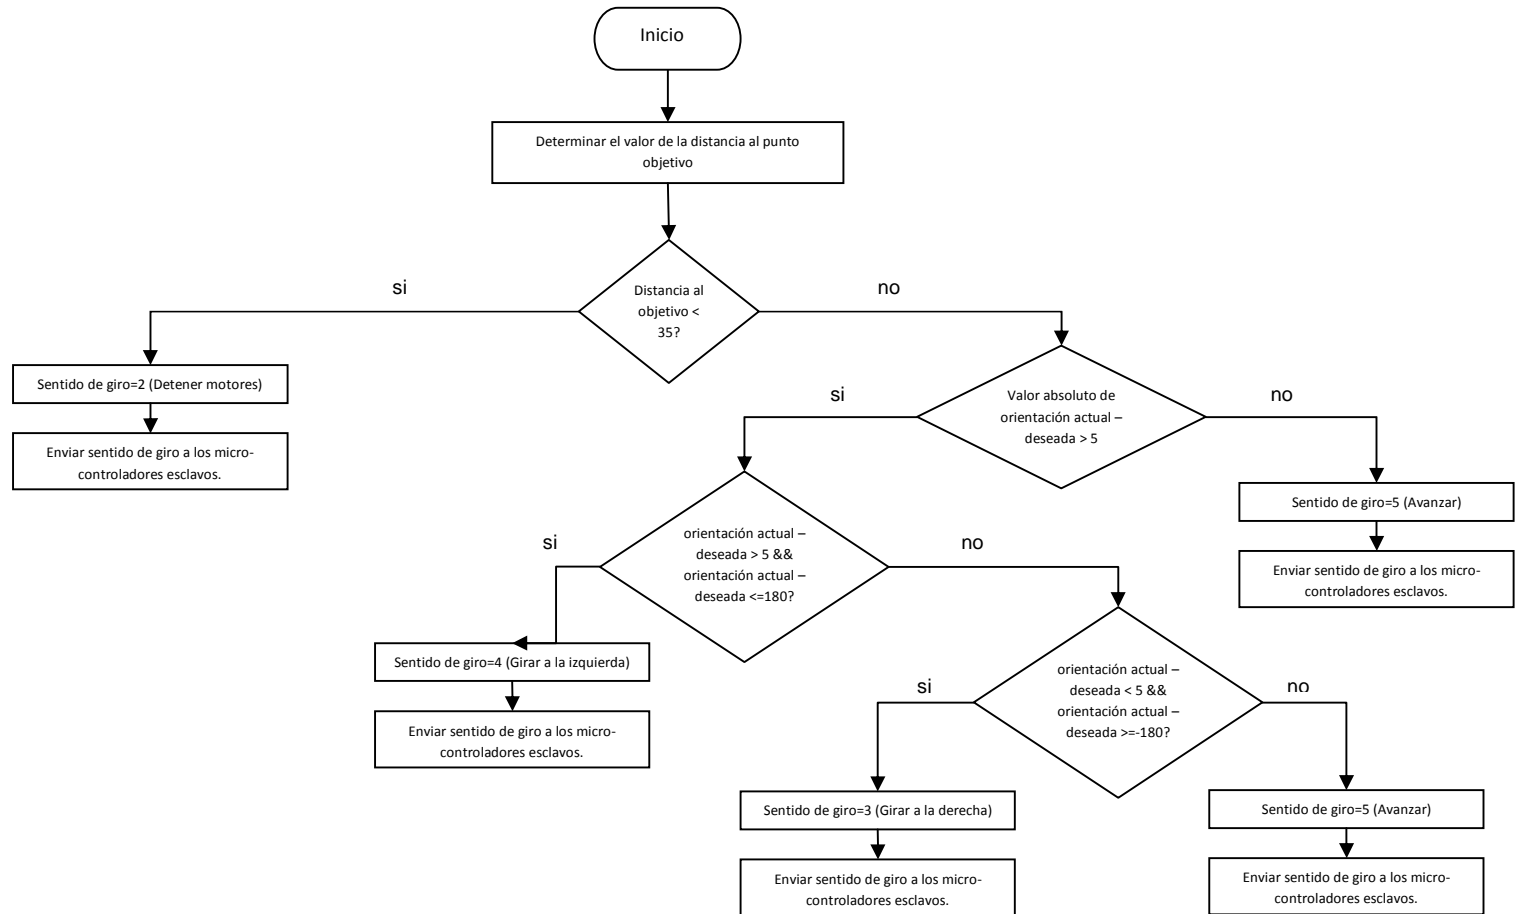 Inicio
Determinar el valor de la distancia al punto
objetivo
si
no
Distancia al
objetivo <
35?
Sentido de giro=2 (Detener motores)
Enviar sentido de giro a los micro-
controladores esclavos.
si
no
Valor absoluto de
orientación actual –
deseada > 5
Sentido de giro=5 (Avanzar)
Enviar sentido de giro a los micro-
controladores esclavos.
si
no
orientación actual –
deseada > 5 &&
orientación actual –
deseada <=180?
Sentido de giro=4 (Girar a la izquierda)
Enviar sentido de giro a los micro-
controladores esclavos.
si
no
orientación actual –
deseada < 5 &&
orientación actual –
deseada >=-180?
Sentido de giro=3 (Girar a la derecha)
Enviar sentido de giro a los micro-
controladores esclavos.
Sentido de giro=5 (Avanzar)
Enviar sentido de giro a los micro-
controladores esclavos.